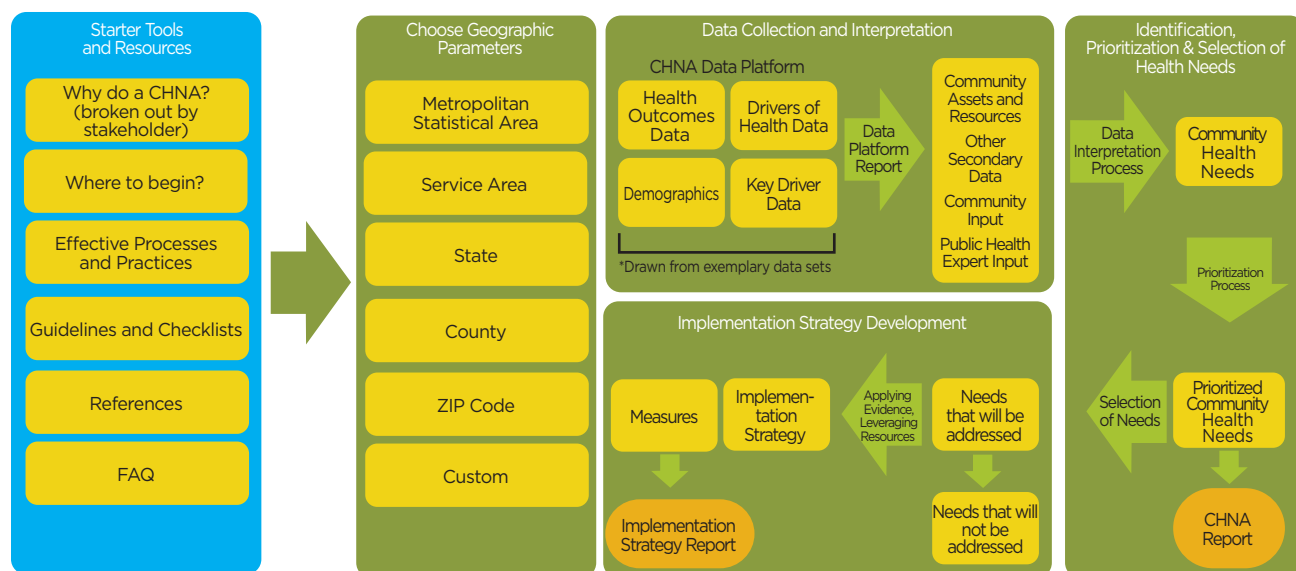 Starter Tools
and Resources
Why do a CHNA?
(broken out by
stakeholder)
Where to begin?
Effective Processes
and Practices
Guidelines and Checklists
References
FAQ
Choose Geographic
Parameters
Metropolitan
Statistical Area
Service Area
State
County
ZIP Code
Custom
Data Collection and Interpretation
CHNA Data Platform
Health
Outcomes
Data
Drivers of
Health Data
Demographics
Key Driver
Data
*Drawn from exemplary data sets
Data
Platform
Report
Community
Assets and
Resources
Other
Secondary
Data
Community
Input
Public Health
Expert Input
Identification,
Prioritization & Selection of
Health Needs
Data
Interpretation
Process
Community
Health
Needs
Prioritization
Process
Prioritized
Community
Health
Needs
Selection
of Needs
CHNA
Report
Implementation Strategy Development
Needs
that will be
addressed
Needs that will
not be
addressed
Applying
Evidence,
Leveraging
Resources
Implemen-
tation
Strategy
Measures
Implementation
Strategy Report